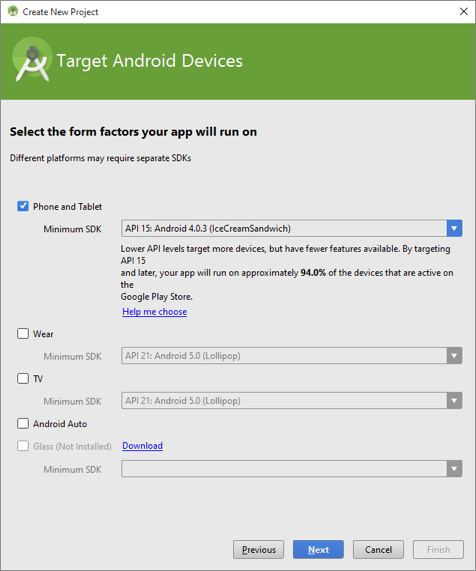 Create New Project
Target Android Devices
Select the form factors your app will run on
Different platforms may require separate SDKs
Phone and Tablet
Minimum SDK API 15: Android 4.0.3 (IceCreamSandwich)
Lower API levels target more devices, but have fewer features available. By targeting
API 15
and later, your app will run on approximately 94.0% of the devices that are active on
the
Google Play Store.
Help me choose
Wear
Minimum SDK API 21: Android 5.0 (Lollipop)
TV
Minimum SDK API 21: Android 5.0 (Lollipop)
Android Auto
Glass (Not Installed) Download
Minimum SDK
Previous Next Cancel Finish